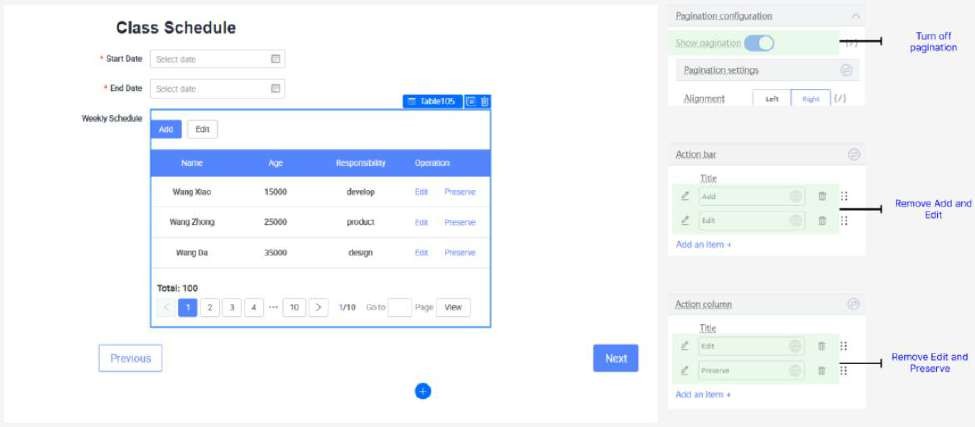 Class Schedule
* Start Date Select date
* End Date Select date
Table105
Weekly Schedule
Add Edit
Name Age Responsibility Operation
Wang Xiao 15000 develop Edit Preserve
Wang Zhong 25000 product Edit Preserve
Wang Da 35000 design Edit Preserve
Total: 100
< 1 2 3 4 ··· 10 > 1/10 Go to Page View
Previous Next
Pagination configuration
Show pagination {/}
Pagination settings
Alignment Left Right {/}
Turn off
pagination
Action bar
Title
Add
Edit
Add an item +
Remove Add and
Edit
Action column
Title
Edit
Preserve
Add an item +
Remove Edit and
Preserve